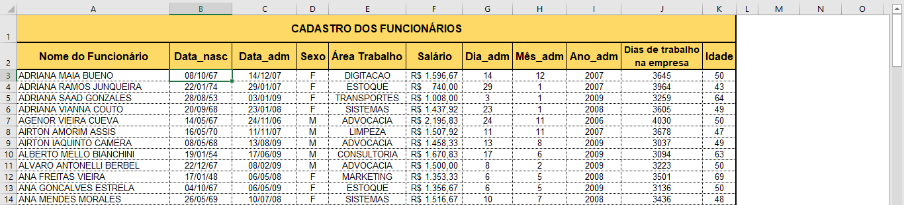 A B C D E F G H I J K L M N O
1 CADASTRO DOS FUNCIONÁRIOS
2 Nome do Funcionário Data_nasc Data_adm Sexo Área Trabalho Salário Dia_adm Mês_adm Ano_adm Dias de trabalho na empresa Idade
3 ADRIANA MAIA BUENO 08/10/67 14/12/07 F DIGITACAO R$ 1.596,67 14 12 2007 3645 50
4 ADRIANA RAMOS JUNQUEIRA 22/01/74 29/01/07 F ESTOQUE R$ 740,00 29 1 2007 3964 43
5 ADRIANA SAAD GONZALES 28/08/53 03/01/09 F TRANSPORTES R$ 1.008,00 3 1 2009 3259 64
6 ADRIANA VIANNA COUTO 20/09/68 23/01/08 F SISTEMAS R$ 1.437,92 23 1 2008 3605 49
7 AGENOR VIEIRA CUEVA 14/05/67 24/11/06 M ADVOCACIA R$ 2.195,83 24 11 2006 4030 50
8 AIRTON AMORIM ASSIS 16/05/70 11/11/07 M LIMPEZA R$ 1.507,92 11 11 2007 3678 47
9 AIRTON IAQUINTO CAMERA 08/05/68 13/08/09 M ADVOCACIA R$ 1.458,33 13 8 2009 3037 49
10 ALBERTO MELLO BIANCHINI 19/01/54 17/06/09 M CONSULTORIA R$ 1.670,83 17 6 2009 3094 63
11 ALVARO ANTONELLI BERBEL 22/12/67 08/02/09 M ADVOCACIA R$ 1.500,00 8 2 2009 3223 50
12 ANA FREITAS VIEIRA 17/01/48 06/05/08 F MARKETING R$ 1.353,33 6 5 2008 3501 69
13 ANA GONCALVES ESTRELA 04/10/67 06/05/09 F ESTOQUE R$ 1.356,67 6 5 2009 3136 50
14 ANA MENDES MORALES 26/05/69 10/07/08 F SISTEMAS R$ 1.516,67 10 7 2008 3436 48